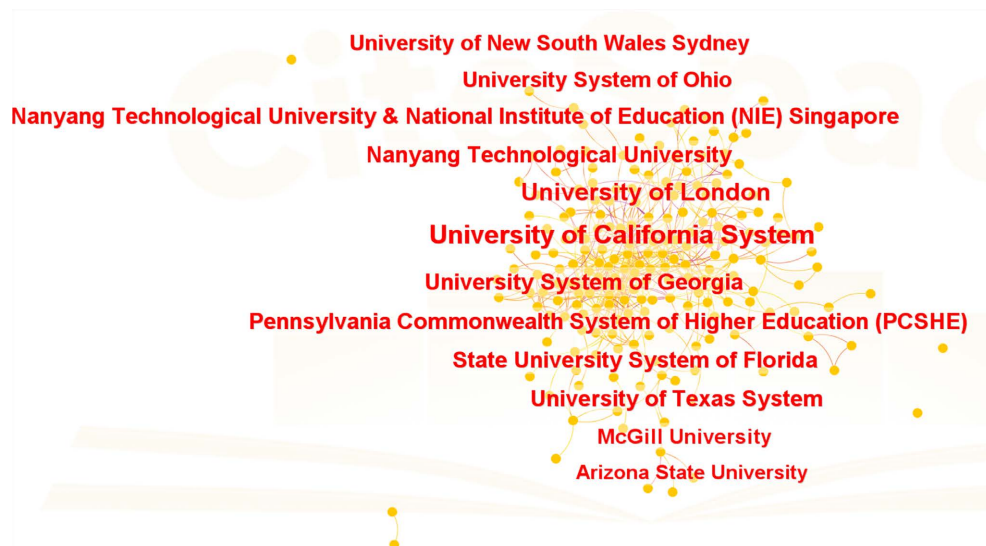 University of New South Wales Sydney
University System of Ohio
Nanyang Technological University & National Institute of Education (NIE) Singapore
Nanyang Technological University
University of London
University of California System
University System of Georgia
Pennsylvania Commonwealth System of Higher Education (PCSHE)
State University System of Florida
University of Texas System
McGill University
Arizona State University